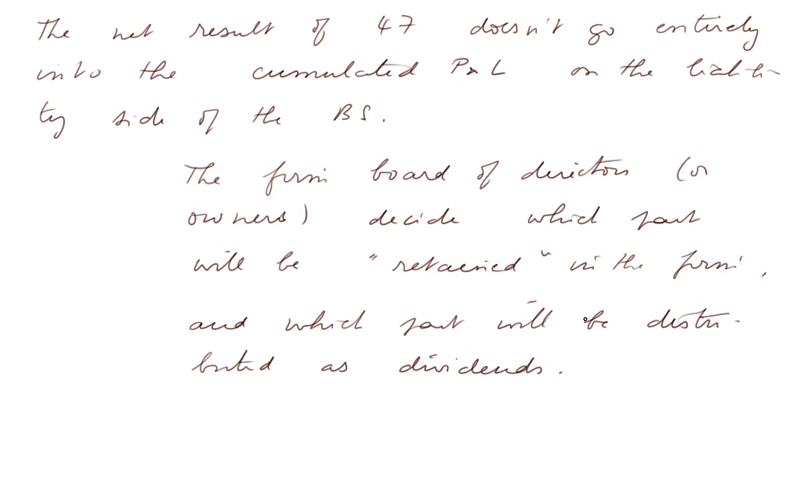 The net result of 47 doesn't go entirely
into the cumulated P&L on the liabili-
ty side of the BS.
The firm board of directors (or
owners) decide which part
will be "retained" in the firm,
and which part will be distri-
buted as dividends.